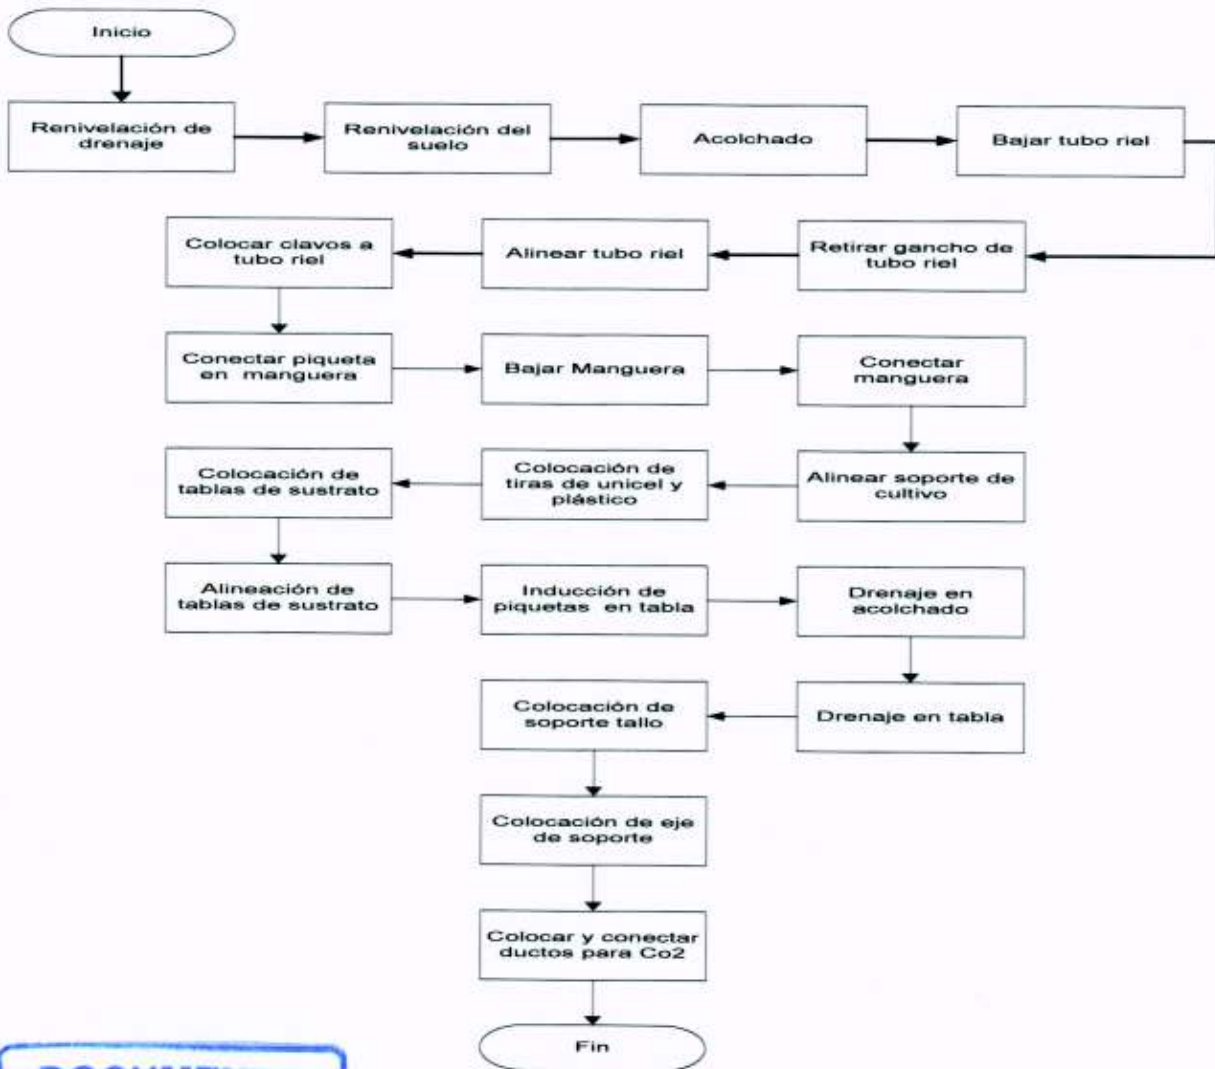 Inicio
Renivelación de
drenaje
Renivelación del
suelo
Acolchado
Bajar tubo riel
Retirar gancho de
tubo riel
Alinear tubo riel
Colocar clavos a
tubo riel
Conectar piqueta
en manguera
Bajar Manguera
Conectar
manguera
Alinear soporte de
cultivo
Colocación de
tiras de unicel y
plástico
Colocación de
tablas de sustrato
Alineación de
tablas de sustrato
Inducción de
piquetas en tabla
Drenaje en
acolchado
Drenaje en tabla
Colocación de
soporte tallo
Colocación de eje
de soporte
Colocar y conectar
ductos para Co2
Fin